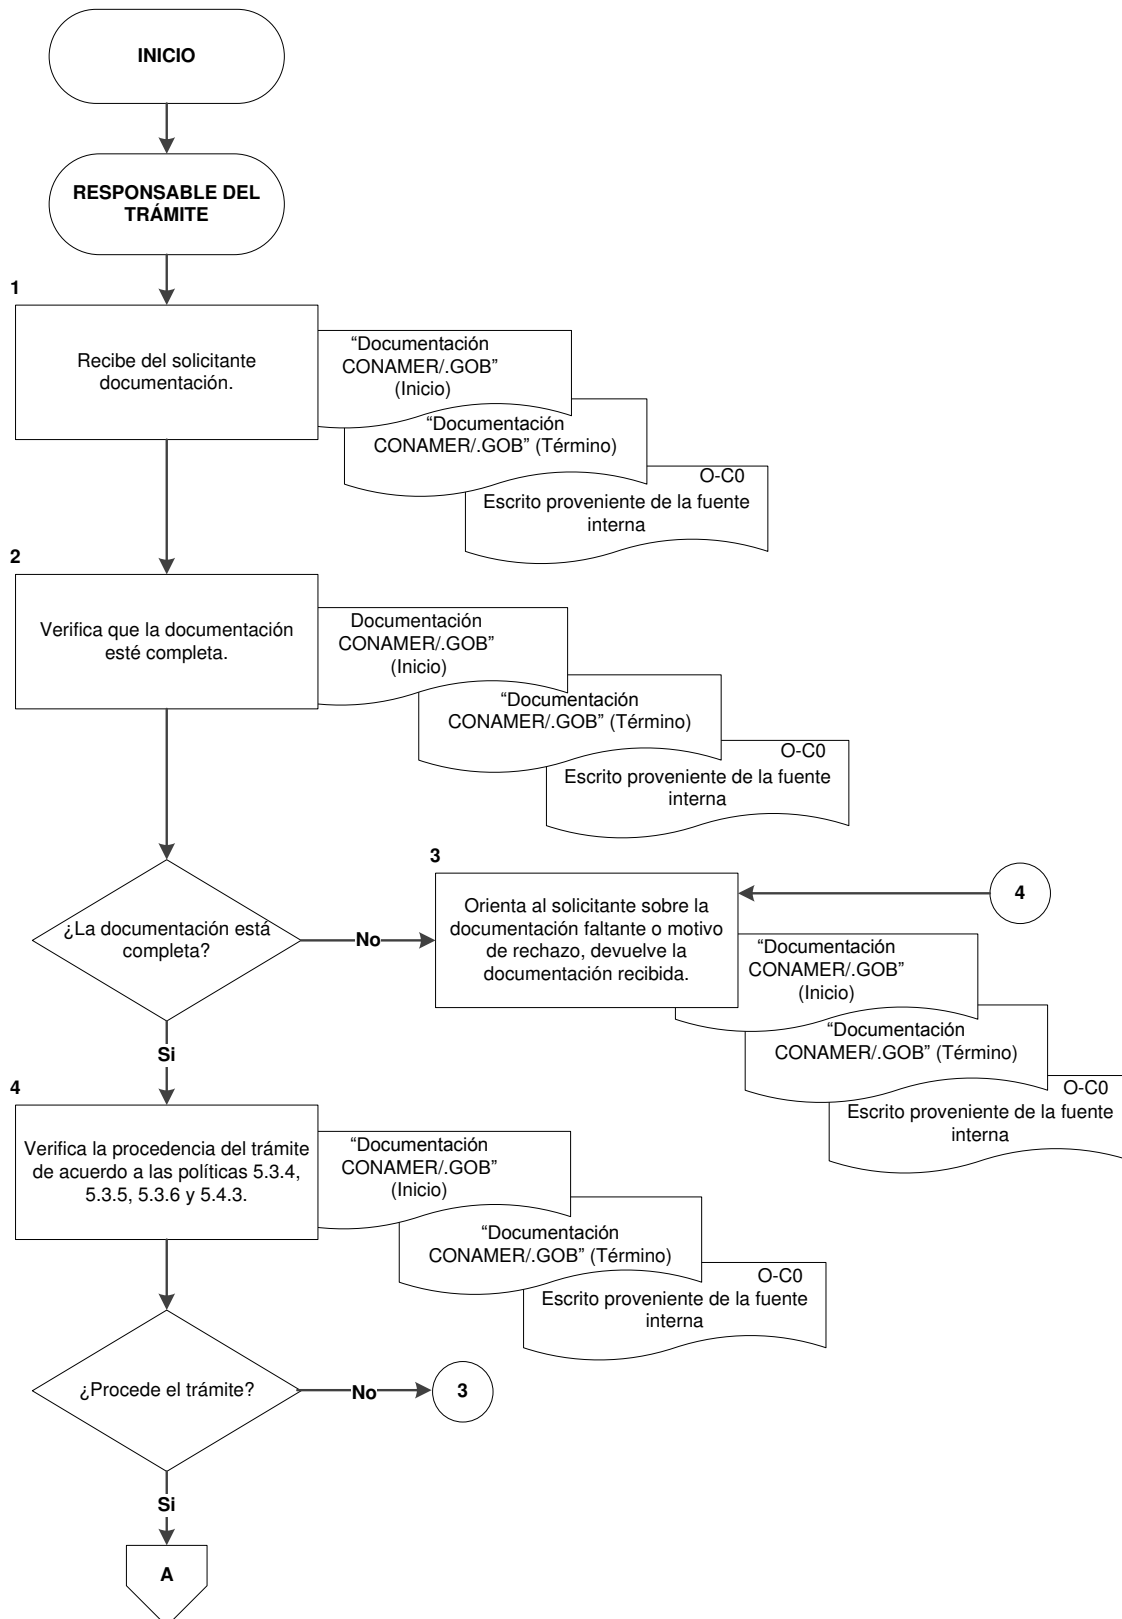 INICIO
RESPONSABLE DEL
TRÁMITE
1
Recibe del solicitante
documentación.
“Documentación
CONAMER/.GOB”
(Inicio)
“Documentación
CONAMER/.GOB” (Término)
O-C0
Escrito proveniente de la fuente
interna
2
Verifica que la documentación
esté completa.
Documentación
CONAMER/.GOB”
(Inicio)
“Documentación
CONAMER/.GOB” (Término)
O-C0
Escrito proveniente de la fuente
interna
¿La documentación está
completa?
No
3
Orienta al solicitante sobre la
documentación faltante o motivo
de rechazo, devuelve la
documentación recibida.
4
“Documentación
CONAMER/.GOB”
(Inicio)
“Documentación
CONAMER/.GOB” (Término)
O-C0
Escrito proveniente de la fuente
interna
Si
4
Verifica la procedencia del trámite
de acuerdo a las políticas 5.3.4,
5.3.5, 5.3.6 y 5.4.3.
“Documentación
CONAMER/.GOB”
(Inicio)
“Documentación
CONAMER/.GOB” (Término)
O-C0
Escrito proveniente de la fuente
interna
¿Procede el trámite?
No
3
Si
A